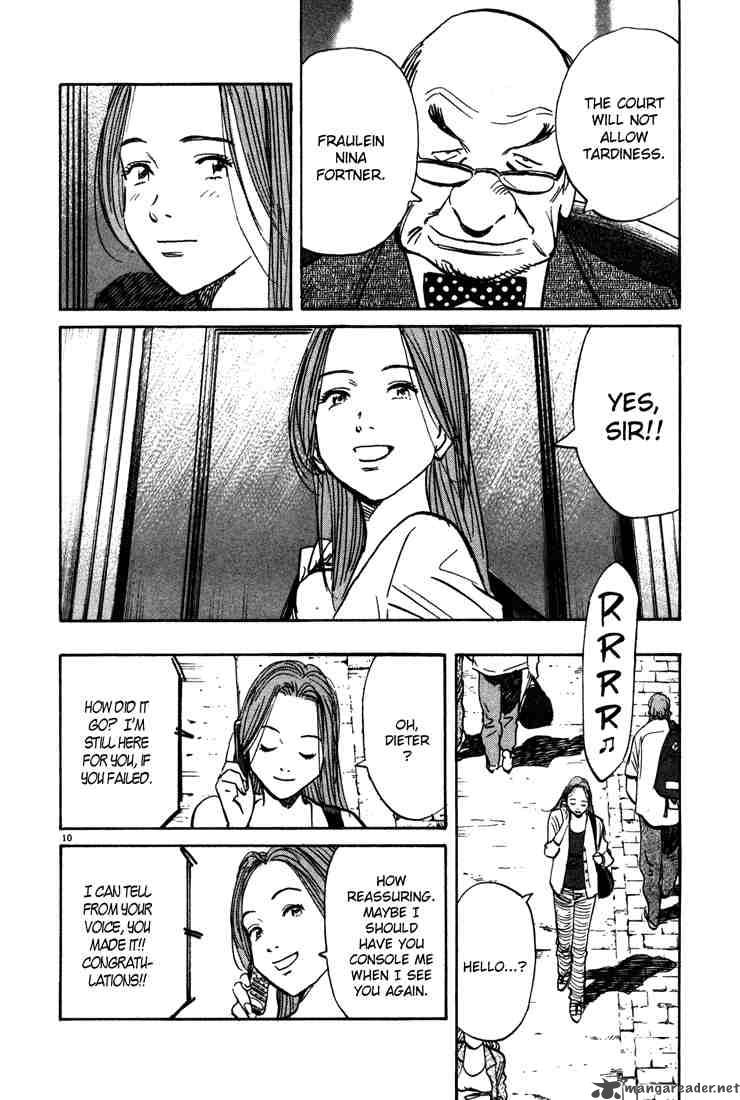 THE COURT
WILL NOT
ALLOW
TARDINESS.
FRAULEIN
NINA
FORTNER.
YES,
SIR!!
RRRR♫
HELLO...?
OH,
DIETER
?
HOW DID IT
GO? I'M
STILL HERE
FOR YOU, IF
YOU FAILED.
10
HOW
REASSURING.
MAYBE I
SHOULD
HAVE YOU
CONSOLE ME
WHEN I SEE
YOU AGAIN.
I CAN TELL
FROM YOUR
VOICE, YOU
MADE IT!!
CONGRATU-
LATIONS!!
mangareader.net